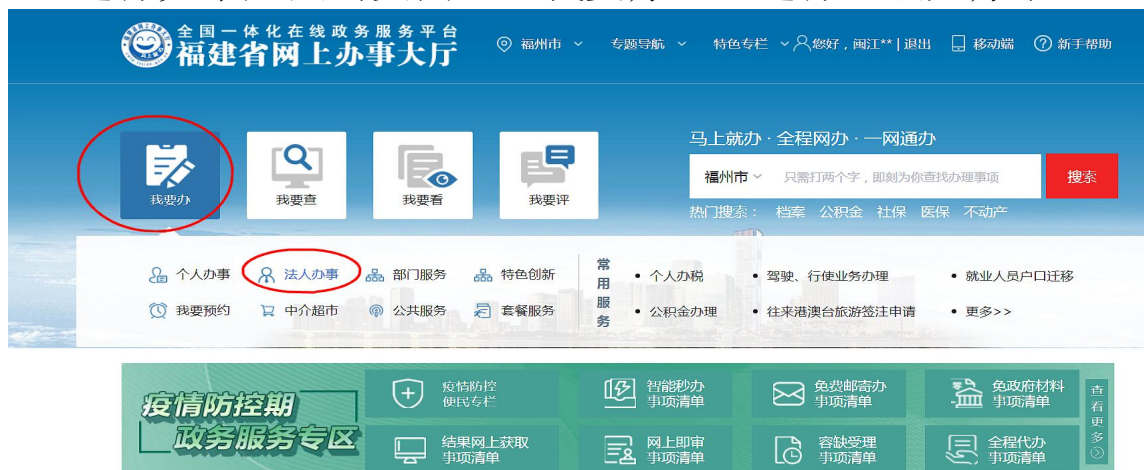 全国一体化在线政务服务平台
福建省网上办事大厅
福州市 专题导航 特色专栏 您好，闽江**|退出 移动端 新手帮助
我要办 我要查 我要看 我要评
马上就办·全程网办·一网通办
福州市 只需打两个字，即刻为你查找办理事项 搜索
热门搜索： 档案 公积金 社保 医保 不动产
个人办事 法人办事 部门服务 特色创新
我要预约 中介超市 公共服务 套餐服务
常用服务
• 个人办税 • 驾驶、行使业务办理 • 就业人员户口迁移
• 公积金办理 • 往来港澳台旅游签注申请 • 更多>>
疫情防控期
政务服务专区
疫情防控
便民专栏
智能秒办
事项清单
免费邮寄办
事项清单
免政府材料
事项清单
结果网上获取
事项清单
网上即审
事项清单
容缺受理
事项清单
全程代办
事项清单
查看更多